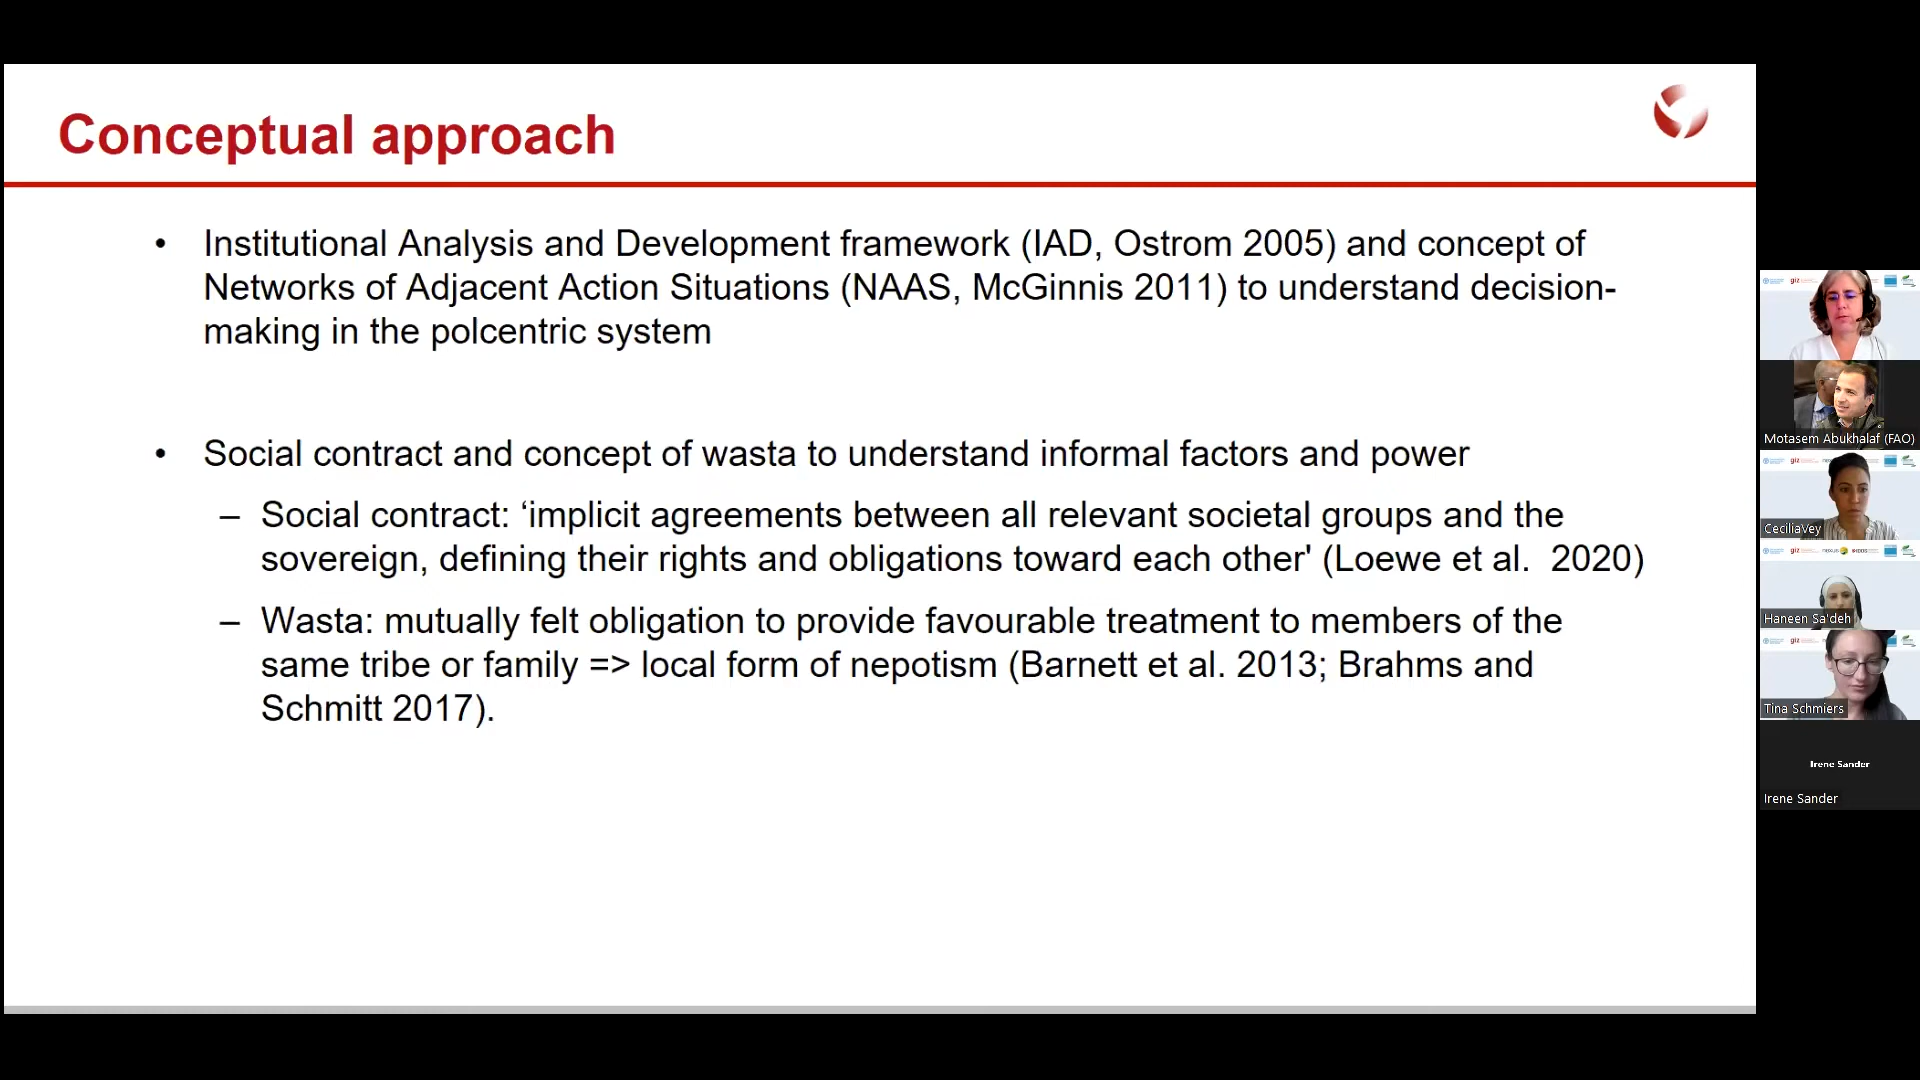 Conceptual approach
• Institutional Analysis and Development framework (IAD, Ostrom 2005) and concept of
Networks of Adjacent Action Situations (NAAS, McGinnis 2011) to understand decision-
making in the polcentric system
• Social contract and concept of wasta to understand informal factors and power
– Social contract: ‘implicit agreements between all relevant societal groups and the
sovereign, defining their rights and obligations toward each other' (Loewe et al.  2020)
– Wasta: mutually felt obligation to provide favourable treatment to members of the
same tribe or family => local form of nepotism (Barnett et al. 2013; Brahms and
Schmitt 2017).
giz
Motasem Abukhalaf (FAO)
giz
CeciliaVey
giz
Haneen Sa'deh
giz
Tina Schmiers
Irene Sander
Irene Sander